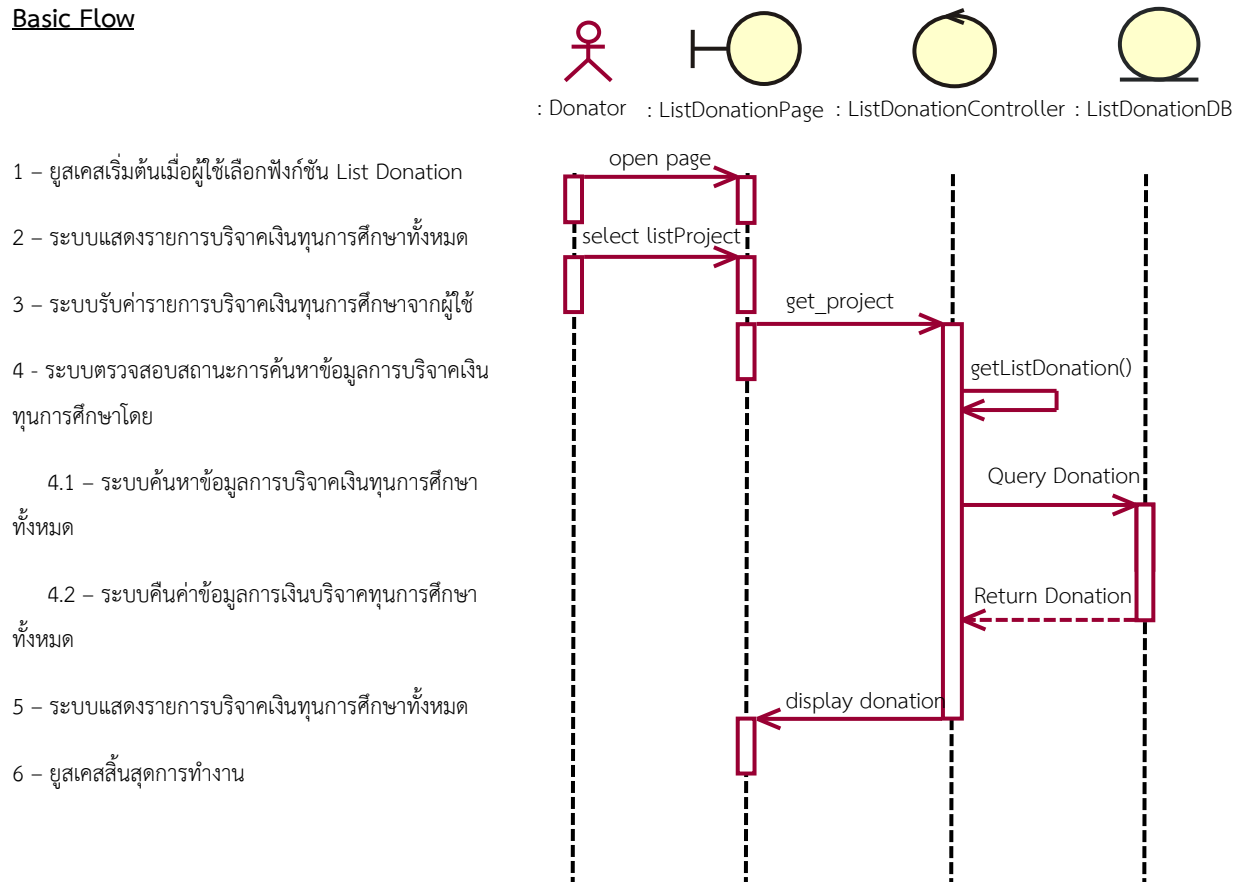 Basic Flow
: Donator
: ListDonationPage
: ListDonationController
: ListDonationDB
1 – ยูสเคสเริ่มต้นเมื่อผู้ใช้เลือกฟังก์ชัน List Donation
2 – ระบบแสดงรายการบริจาคเงินทุนการศึกษาทั้งหมด
3 – ระบบรับค่ารายการบริจาคเงินทุนการศึกษาจากผู้ใช้
4 - ระบบตรวจสอบสถานะการค้นหาข้อมูลการบริจาคเงิน
ทุนการศึกษาโดย
4.1 – ระบบค้นหาข้อมูลการบริจาคเงินทุนการศึกษา
ทั้งหมด
4.2 – ระบบคืนค่าข้อมูลการเงินบริจาคทุนการศึกษา
ทั้งหมด
5 – ระบบแสดงรายการบริจาคเงินทุนการศึกษาทั้งหมด
6 – ยูสเคสสิ้นสุดการทำงาน
open page
select listProject
get_project
getListDonation()
Query Donation
Return Donation
display donation